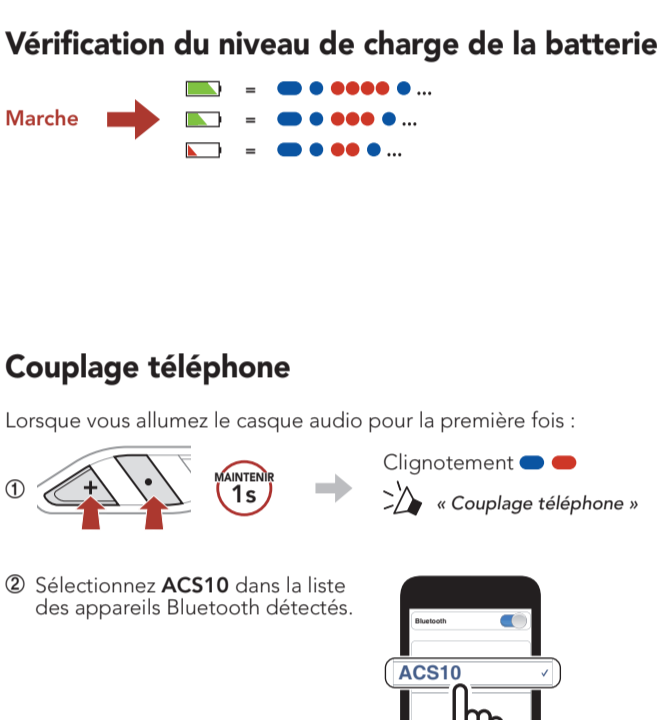 Vérification du niveau de charge de la batterie
= ...
Marche
= ...
= ...
Couplage téléphone
Lorsque vous allumez le casque audio pour la première fois :
① + MAINTENIR
1s
Clignotement
« Couplage téléphone »
② Sélectionnez ACS10 dans la liste
des appareils Bluetooth détectés.
Bluetooth
ACS10 ✓